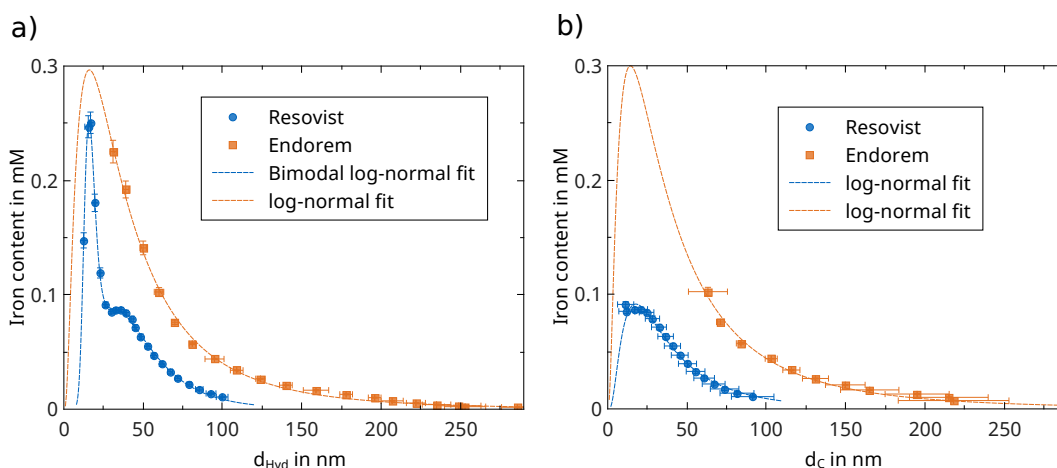 a)
0.3
0.2
0.1
0
Iron content in mM
Resovist
Endorem
Bimodal log-normal fit
log-normal fit
0 50 100 150 200 250
d_Hyd in nm
b)
0.3
0.2
0.1
0
Iron content in mM
Resovist
Endorem
log-normal fit
log-normal fit
0 50 100 150 200 250
d_C in nm